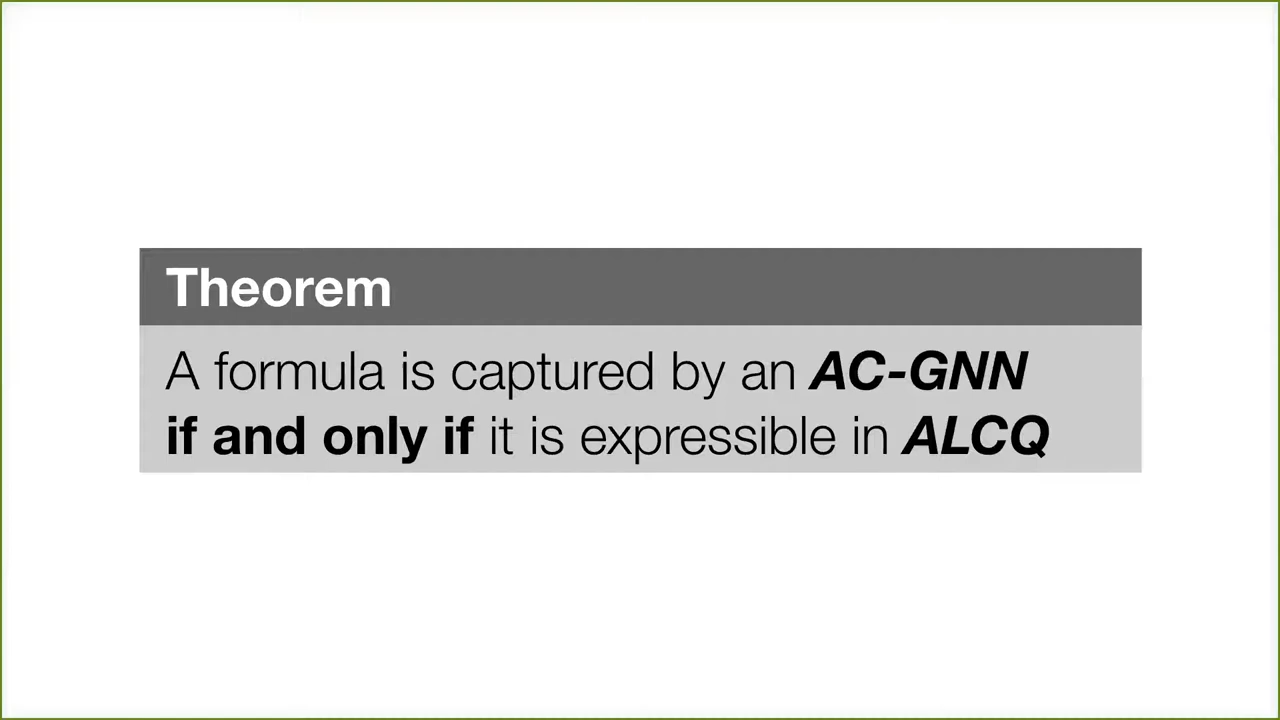 Theorem
A formula is captured by an AC-GNN
if and only if it is expressible in ALCQ